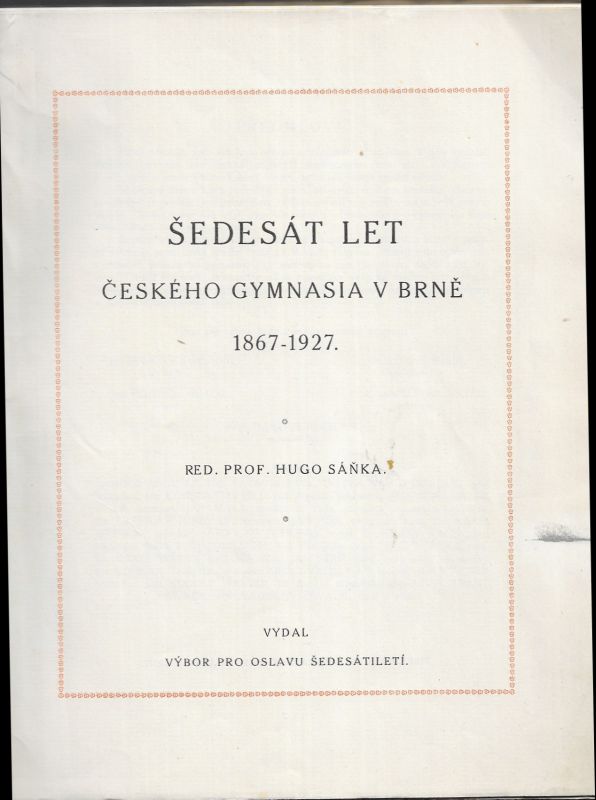 ŠEDESÁT LET
ČESKÉHO GYMNASIA V BRNĚ
1867-1927.
RED. PROF. HUGO SÁŇKA.
VYDAL
VÝBOR PRO OSLAVU ŠEDESÁTILETÍ.